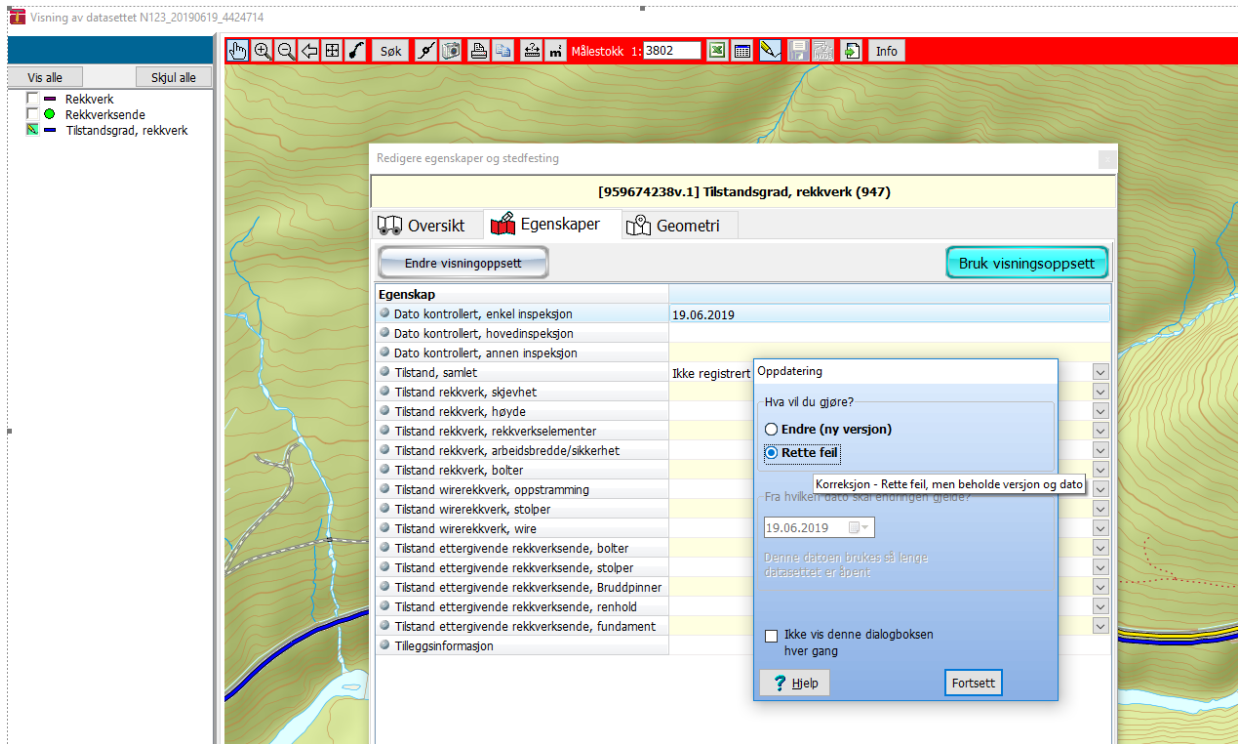 Visning av datasettet N123_20190619_4424714
Søk
Målestokk 1: 3802
Info
Vis alle
Skjul alle
Rekkverk
Rekkverksende
Tilstandsgrad, rekkverk
Redigere egenskaper og stedfesting
[959674238v.1] Tilstandsgrad, rekkverk (947)
Oversikt
Egenskaper
Geometri
Endre visningoppsett
Bruk visningsoppsett
Egenskap
Dato kontrollert, enkel inspeksjon 19.06.2019
Dato kontrollert, hovedinspeksjon
Dato kontrollert, annen inspeksjon
Tilstand, samlet Ikke registrert
Tilstand rekkverk, skjevhet
Tilstand rekkverk, høyde
Tilstand rekkverk, rekkverkselementer
Tilstand rekkverk, arbeidsbredde/sikkerhet
Tilstand rekkverk, bolter
Tilstand wirerekkverk, oppstramming
Tilstand wirerekkverk, stolper
Tilstand wirerekkverk, wire
Tilstand ettergivende rekkverksende, bolter
Tilstand ettergivende rekkverksende, stolper
Tilstand ettergivende rekkverksende, Bruddpinner
Tilstand ettergivende rekkverksende, renhold
Tilstand ettergivende rekkverksende, fundament
Tilleggsinformasjon
Oppdatering
Hva vil du gjøre?
Endre (ny versjon)
Rette feil
Korreksjon - Rette feil, men beholde versjon og dato
Fra hvilken dato skal endringen gjelde?
19.06.2019
Denne datoen brukes så lenge
datasettet er åpent
Ikke vis denne dialogboksen
hver gang
? Hjelp
Fortsett